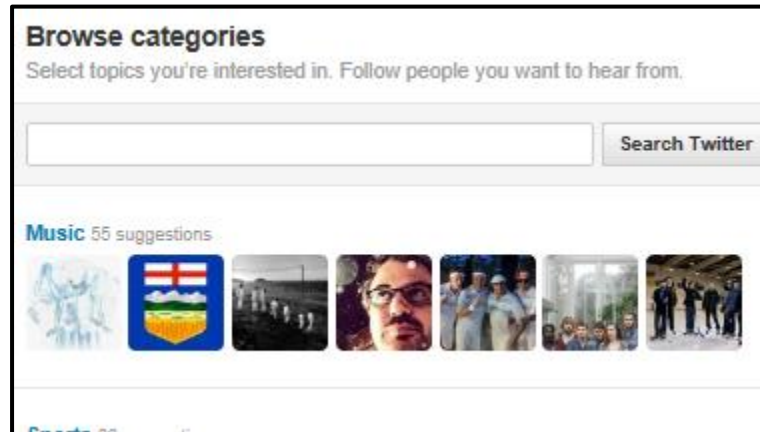 Browse categories
Select topics you're interested in. Follow people you want to hear from.
Search Twitter
Music 55 suggestions